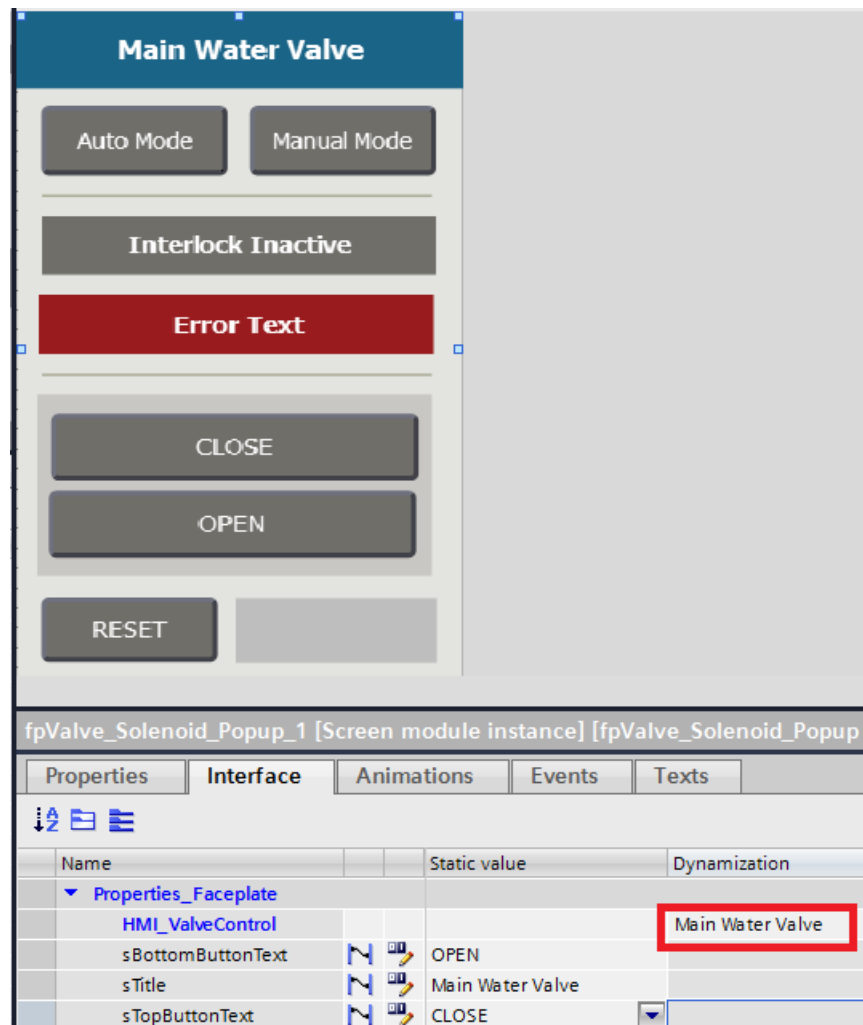 Main Water Valve
Auto Mode Manual Mode
Interlock Inactive
Error Text
CLOSE
OPEN
RESET
fpValve_Solenoid_Popup_1 [Screen module instance] [fpValve_Solenoid_Popup
Properties Interface Animations Events Texts
Name Static value Dynamization
Properties_Faceplate
HMI_ValveControl Main Water Valve
sBottomButtonText OPEN
sTitle Main Water Valve
sTopButtonText CLOSE